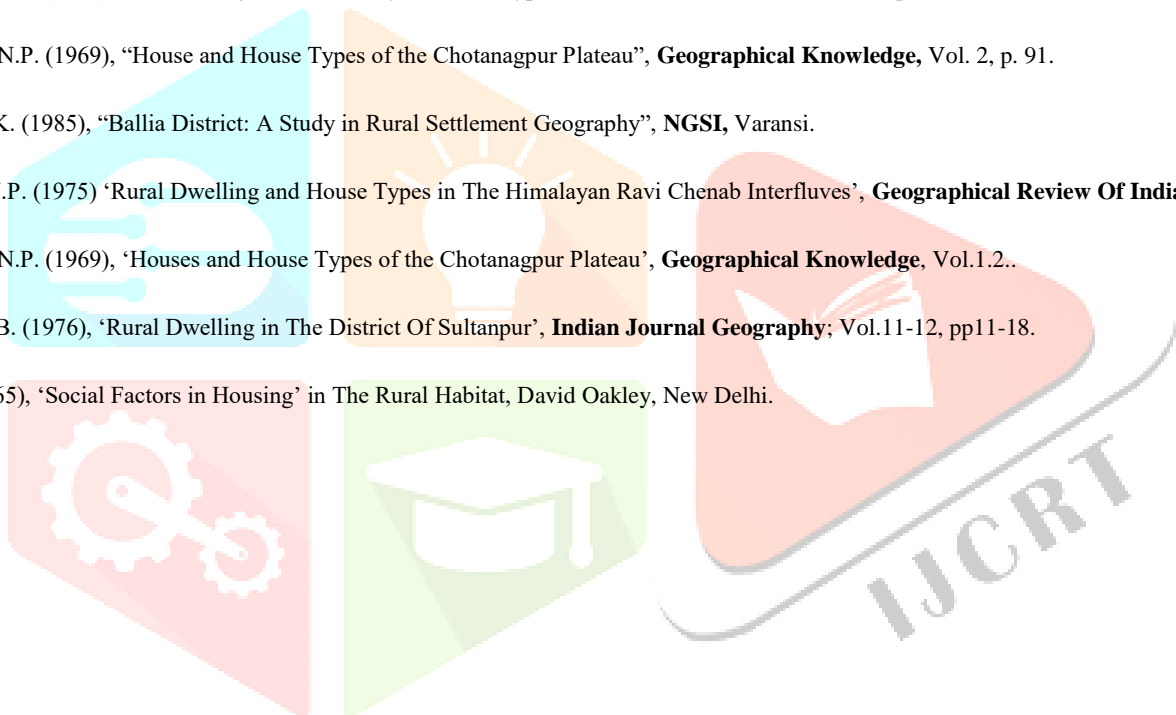 N.P. (1969), “House and House Types of the Chotanagpur Plateau”, Geographical Knowledge, Vol. 2, p. 91.
K. (1985), “Ballia District: A Study in Rural Settlement Geography”, NGSI, Varansi.
.P. (1975) ‘Rural Dwelling and House Types in The Himalayan Ravi Chenab Interfluves’, Geographical Review Of India
N.P. (1969), ‘Houses and House Types of the Chotanagpur Plateau’, Geographical Knowledge, Vol.1.2..
B. (1976), ‘Rural Dwelling in The District Of Sultanpur’, Indian Journal Geography; Vol.11-12, pp11-18.
65), ‘Social Factors in Housing’ in The Rural Habitat, David Oakley, New Delhi.
IJCRT